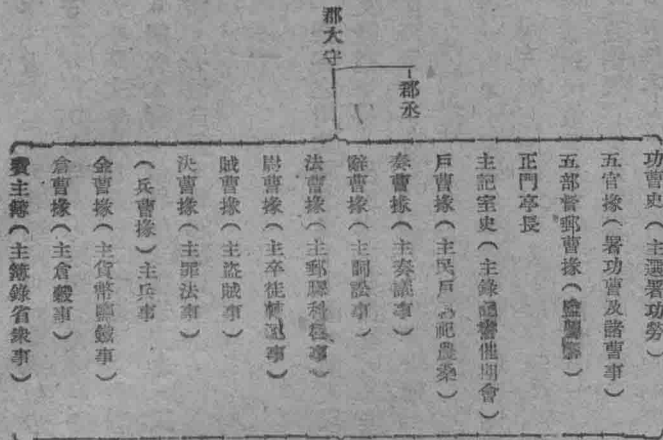 郡大守
郡丞
功曹史（主選署功勞）
五官掾（署功曹及諸曹事）
五部督郵曹掾（監屬縣）
正門亭長
主記室史（主錄記書催期會）
戶曹掾（主民戶祠祀農桑）
奏曹掾（主奏議事）
辭曹掾（主詞訟事）
法曹掾（主郵驛科程事）
尉曹掾（主卒徒轉運事）
賊曹掾（主盜賊事）
決曹掾（主罪法事）
（兵曹掾）主兵事
金曹掾（主貨幣鹽鐵事）
倉曹掾（主倉穀事）
主簿（主簿錄省衆事）